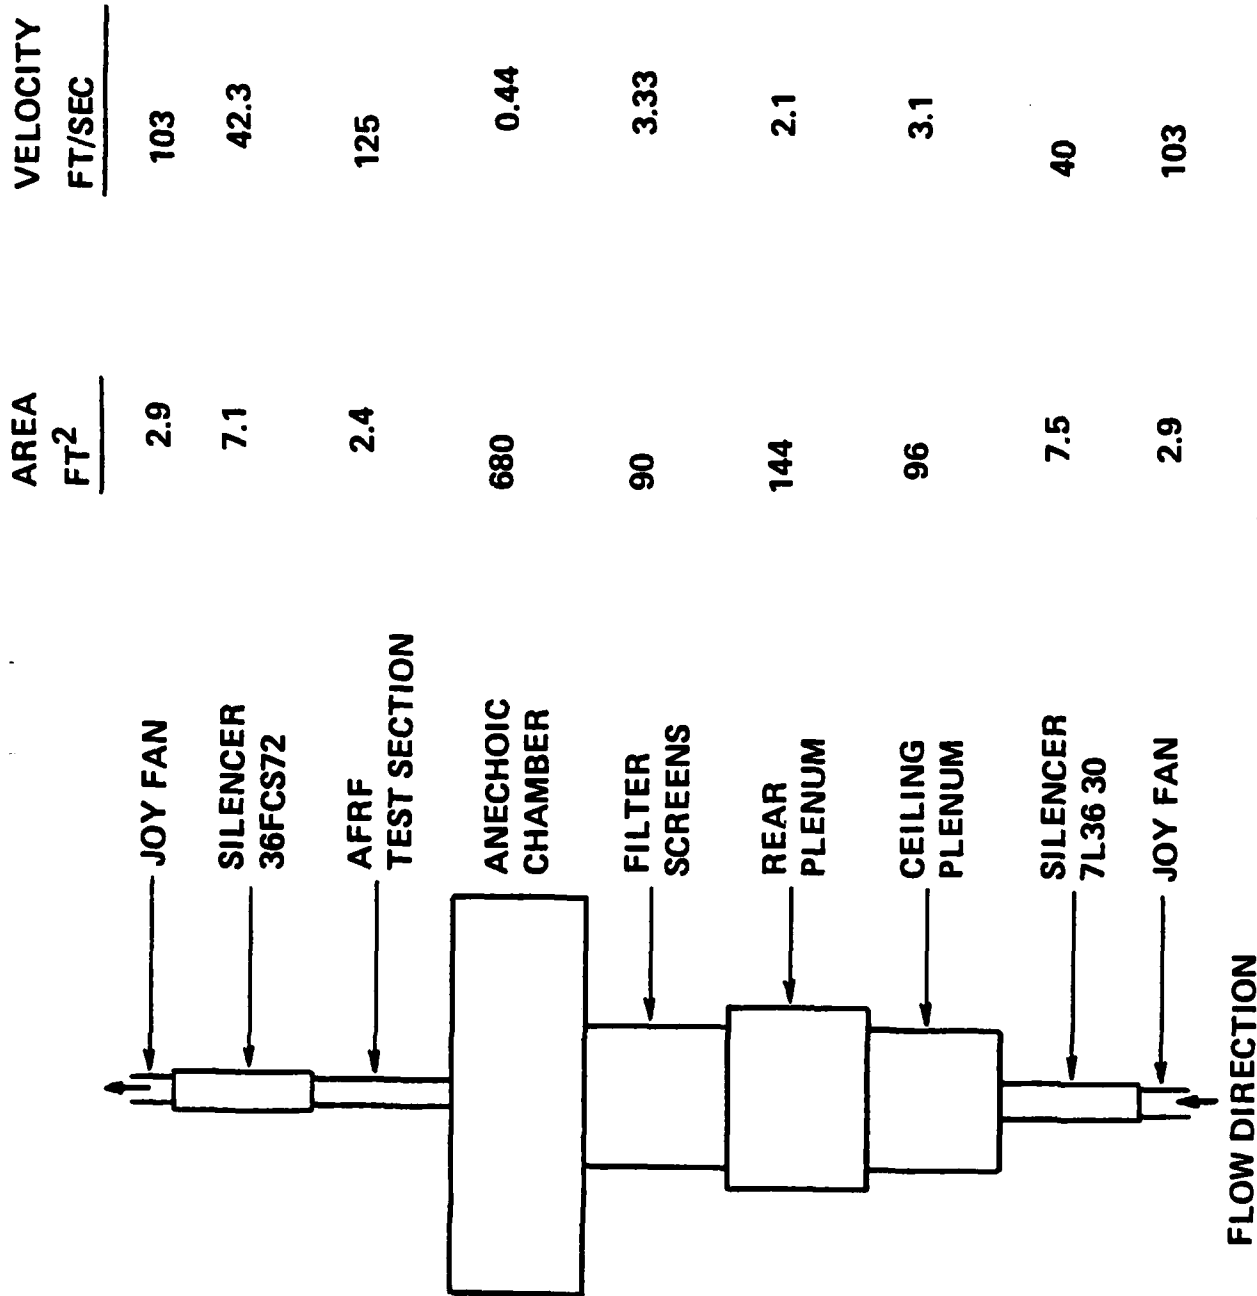 AREA
FT2
VELOCITY
FT/SEC
JOY FAN 2.9 103
SILENCER 7.1 42.3
36FCS72
AFRF 2.4 125
TEST SECTION
ANECHOIC 680 0.44
CHAMBER
FILTER 90 3.33
SCREENS
REAR 144 2.1
PLENUM
CEILING 96 3.1
PLENUM
SILENCER 7.5 40
7L36 30
JOY FAN 2.9 103
FLOW DIRECTION